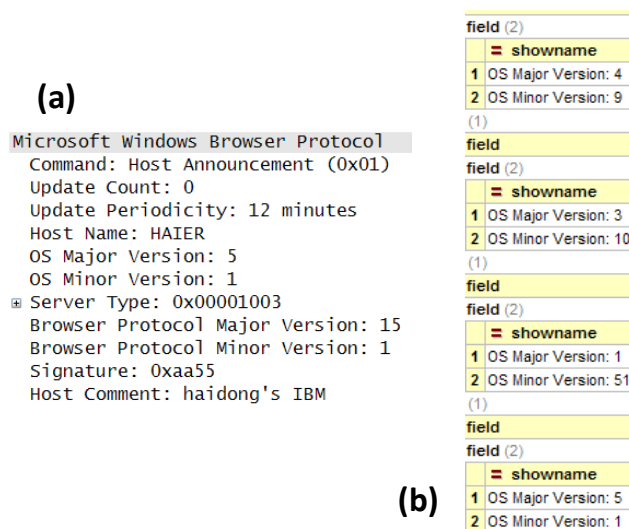 (a)
Microsoft Windows Browser Protocol
Command: Host Announcement (0x01)
Update Count: 0
Update Periodicity: 12 minutes
Host Name: HAIER
OS Major Version: 5
OS Minor Version: 1
Server Type: 0x00001003
Browser Protocol Major Version: 15
Browser Protocol Minor Version: 1
Signature: 0xaa55
Host Comment: haidong's IBM
(b)
field (2)
= showname
1 OS Major Version: 4
2 OS Minor Version: 9
(1)
field
field (2)
= showname
1 OS Major Version: 3
2 OS Minor Version: 10
(1)
field
field (2)
= showname
1 OS Major Version: 1
2 OS Minor Version: 51
(1)
field
field (2)
= showname
1 OS Major Version: 5
2 OS Minor Version: 1